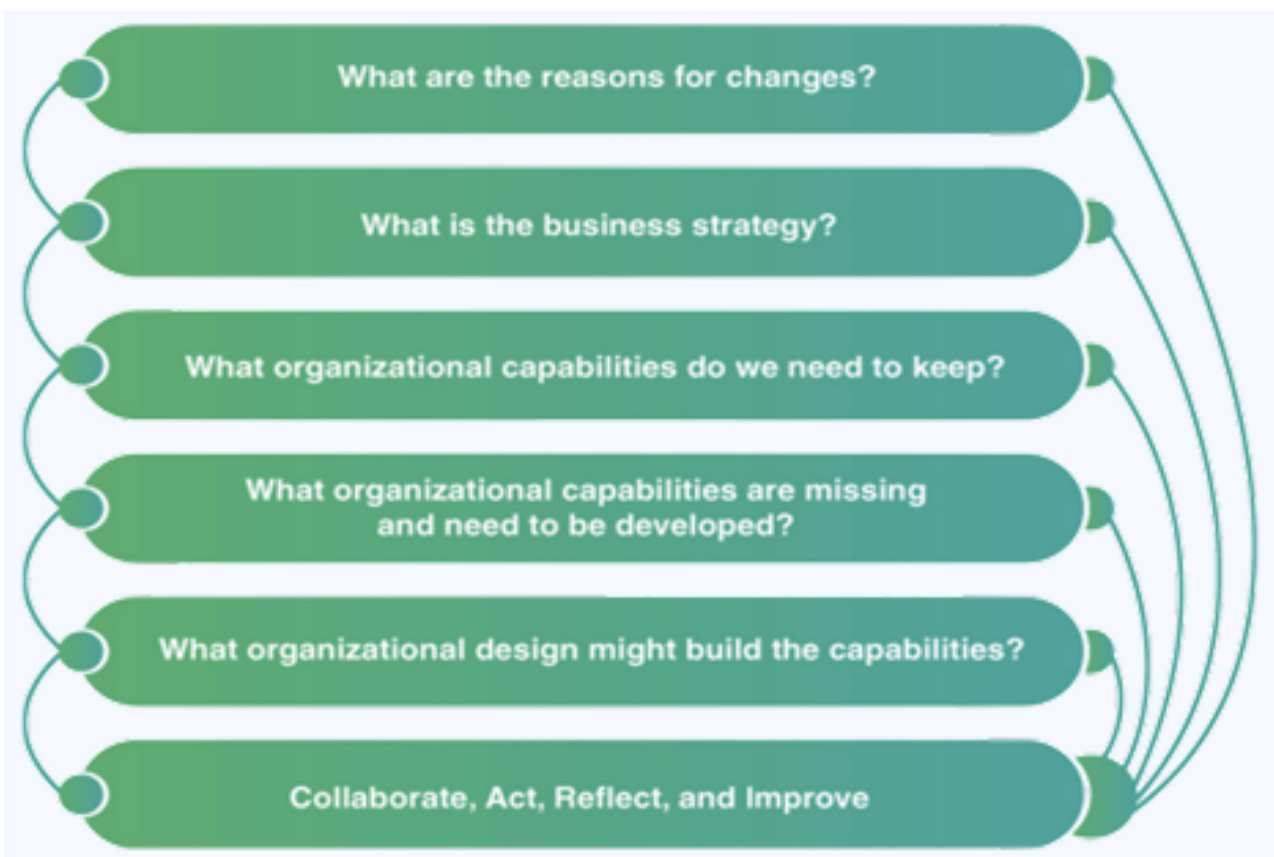 What are the reasons for changes?
What is the business strategy?
What organizational capabilities do we need to keep?
What organizational capabilities are missing
and need to be developed?
What organizational design might build the capabilities?
Collaborate, Act, Reflect, and Improve